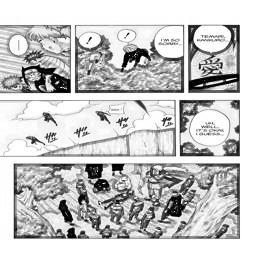 TEMARI,
KANKURO...
愛
I'M SO
SORRY...
!
!
UH,
WELL...
IT'S OKAY,
I GUESS...